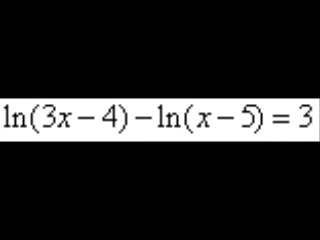 ln(3x − 4) − ln(x − 5) = 3